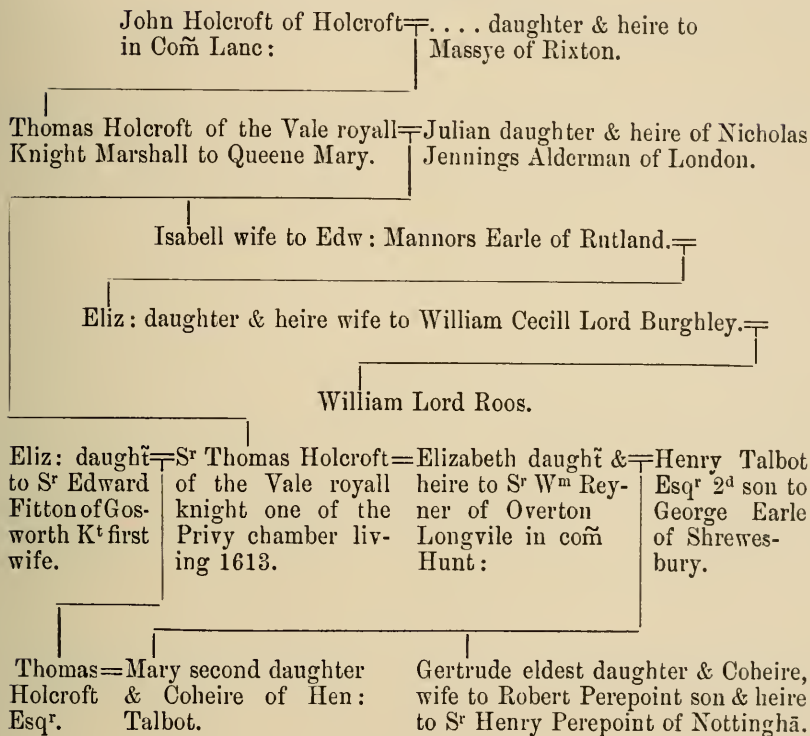 John Holcroft of Holcroft=. . . . daughter & heire to
in Com̃ Lanc: Massye of Rixton.
Thomas Holcroft of the Vale royall=Julian daughter & heire of Nicholas
Knight Marshall to Queene Mary. Jennings Alderman of London.
Isabell wife to Edw: Mannors Earle of Rutland.=
Eliz: daughter & heire wife to William Cecill Lord Burghley.=
William Lord Roos.
Eliz: daught̃=Sʳ Thomas Holcroft=Elizabeth daught̃ &=Henry Talbot
to Sʳ Edward of the Vale royall heire to Sʳ Wᵐ Rey- Esqʳ 2ᵈ son to
Fitton of Gos- knight one of the ner of Overton George Earle
worth Kᵗ first Privy chamber liv- Longvile in com̃ of Shrewes-
wife. ing 1613. Hunt: bury.
Thomas=Mary second daughter Gertrude eldest daughter & Coheire,
Holcroft & Coheire of Hen: wife to Robert Perepoint son & heire
Esqʳ. Talbot. to Sʳ Henry Perepoint of Nottinghā.